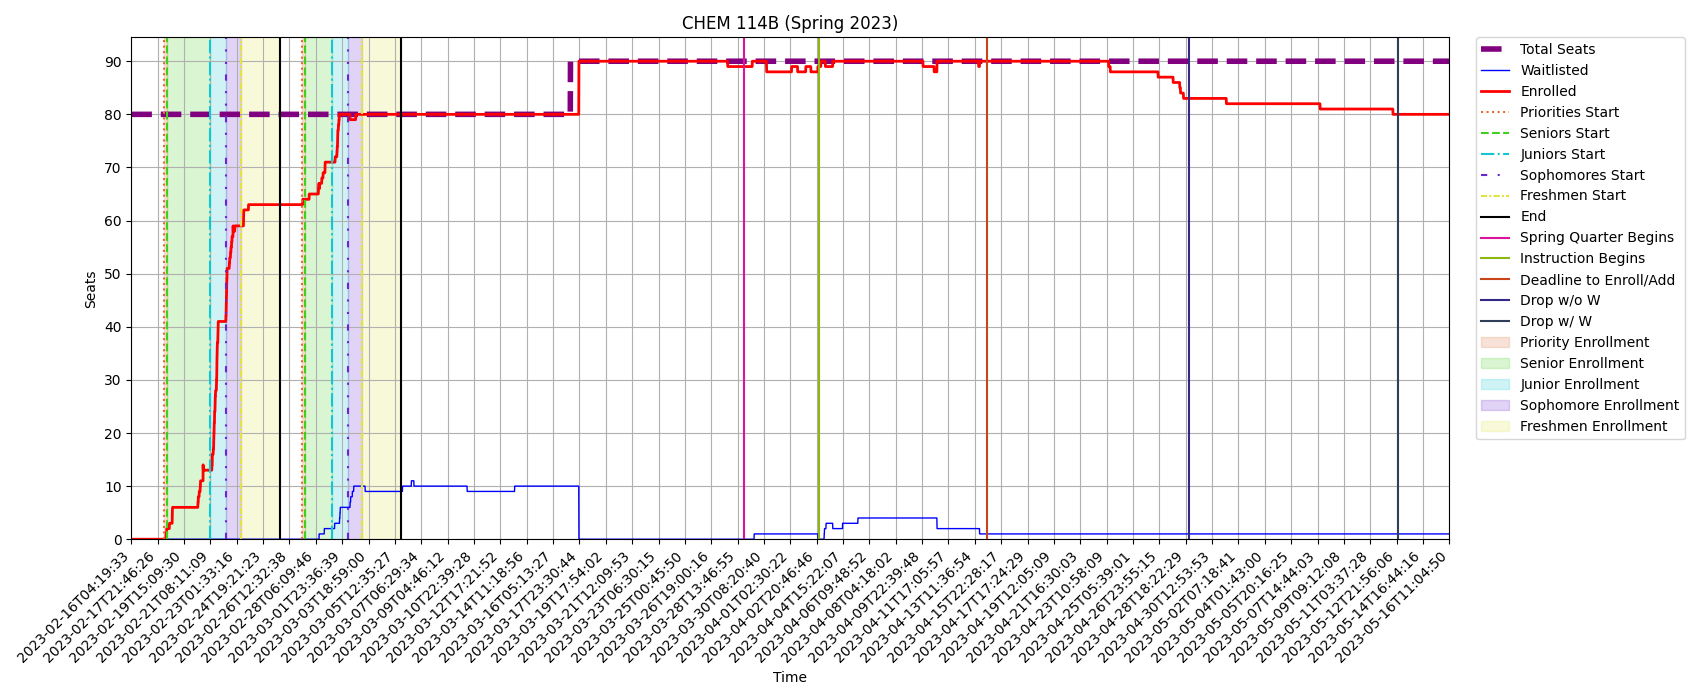 CHEM 114B (Spring 2023)
Seats
90
80
70
60
50
40
30
20
10
0
2023-02-16T04:19:33
2023-02-17T21:46:26
2023-02-19T15:09:30
2023-02-21T08:11:09
2023-02-23T01:33:16
2023-02-24T19:21:23
2023-02-26T12:32:38
2023-02-28T06:09:46
2023-03-01T23:36:39
2023-03-03T18:59:00
2023-03-05T12:35:27
2023-03-07T06:29:34
2023-03-09T04:46:12
2023-03-10T22:39:28
2023-03-12T17:21:52
2023-03-14T11:18:56
2023-03-16T05:13:27
2023-03-17T23:30:44
2023-03-19T17:54:02
2023-03-21T12:09:53
2023-03-23T06:30:15
2023-03-25T00:45:50
2023-03-26T19:00:16
2023-03-28T13:46:55
2023-03-30T08:20:40
2023-04-01T02:30:22
2023-04-02T20:46:46
2023-04-04T15:22:07
2023-04-06T09:48:52
2023-04-08T04:18:02
2023-04-09T22:39:48
2023-04-11T17:05:57
2023-04-13T11:36:54
2023-04-15T22:28:17
2023-04-17T17:24:29
2023-04-19T12:05:09
2023-04-21T16:30:03
2023-04-23T10:58:09
2023-04-25T05:39:01
2023-04-26T23:55:15
2023-04-28T18:22:29
2023-04-30T12:53:53
2023-05-02T07:18:41
2023-05-04T01:43:00
2023-05-05T20:16:25
2023-05-07T14:44:03
2023-05-09T09:12:08
2023-05-11T03:37:28
2023-05-12T21:56:06
2023-05-14T16:44:16
2023-05-16T11:04:50
Time
Total Seats
Waitlisted
Enrolled
Priorities Start
Seniors Start
Juniors Start
Sophomores Start
Freshmen Start
End
Spring Quarter Begins
Instruction Begins
Deadline to Enroll/Add
Drop w/o W
Drop w/ W
Priority Enrollment
Senior Enrollment
Junior Enrollment
Sophomore Enrollment
Freshmen Enrollment